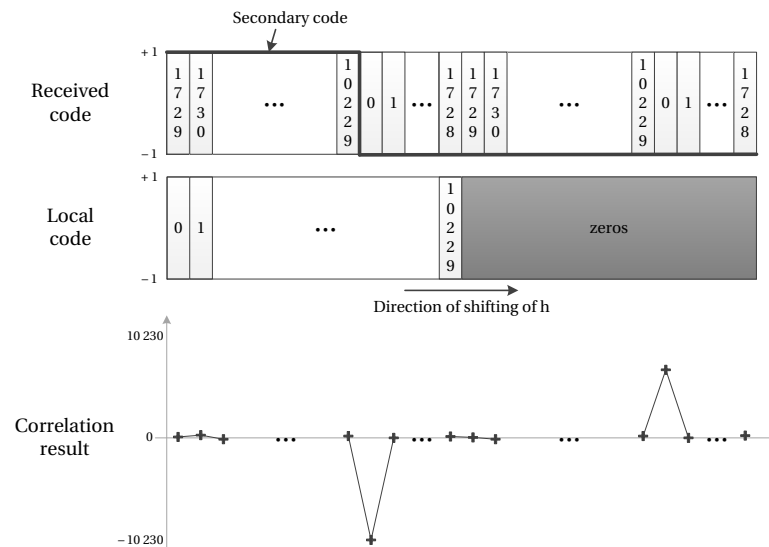 Secondary code
+ 1
Received code
− 1
1729 1730 ... 10229 0 1 ... 1728 1729 1730 ... 10229 0 1 ... 1728
+ 1
Local code
− 1
0 1 ... 10229 zeros
Direction of shifting of h
10 230
Correlation result
0
... ... ... ...
− 10 230